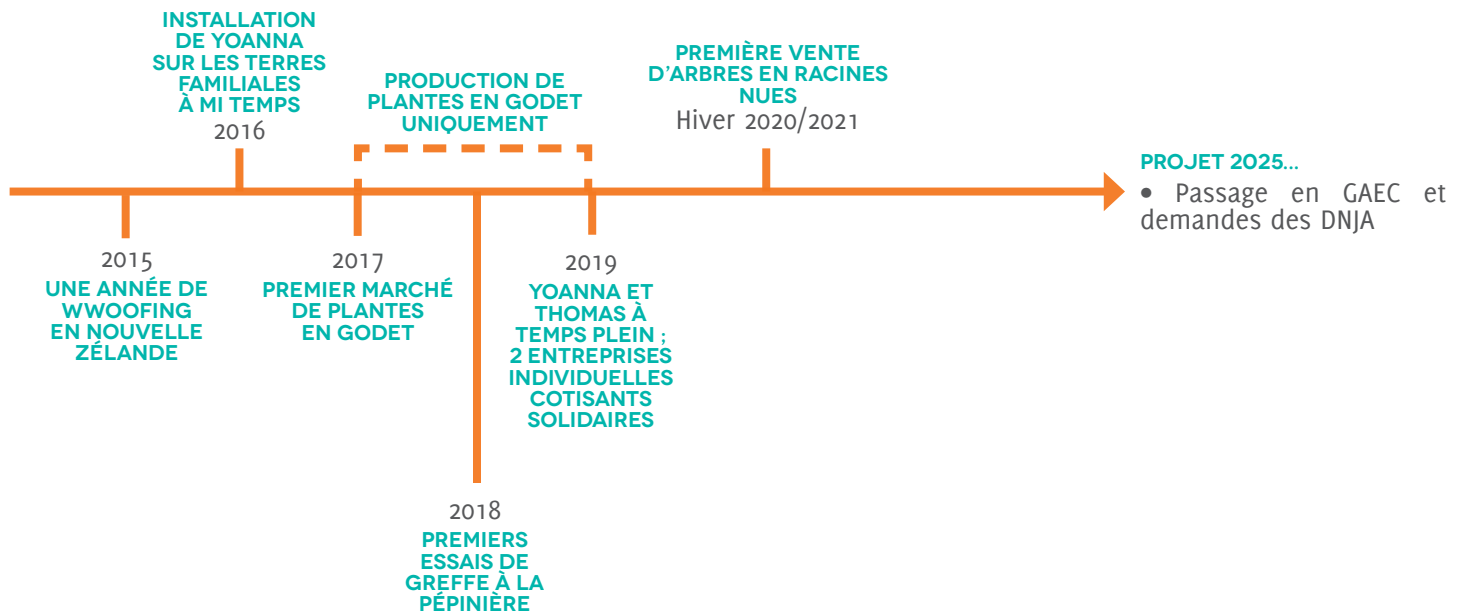 INSTALLATION
DE YOANNA
SUR LES TERRES
FAMILIALES
À MI TEMPS
2016
PRODUCTION DE
PLANTES EN GODET
UNIQUEMENT
PREMIÈRE VENTE
D'ARBRES EN RACINES
NUES
Hiver 2020/2021
PROJET 2025...
• Passage en GAEC et
demandes des DNJA
2015
UNE ANNÉE DE
WWOOFING
EN NOUVELLE
ZÉLANDE
2017
PREMIER MARCHÉ
DE PLANTES
EN GODET
2019
YOANNA ET
THOMAS À
TEMPS PLEIN ;
2 ENTREPRISES
INDIVIDUELLES
COTISANTS
SOLIDAIRES
2018
PREMIERS
ESSAIS DE
GREFFE À LA
PÉPINIÈRE